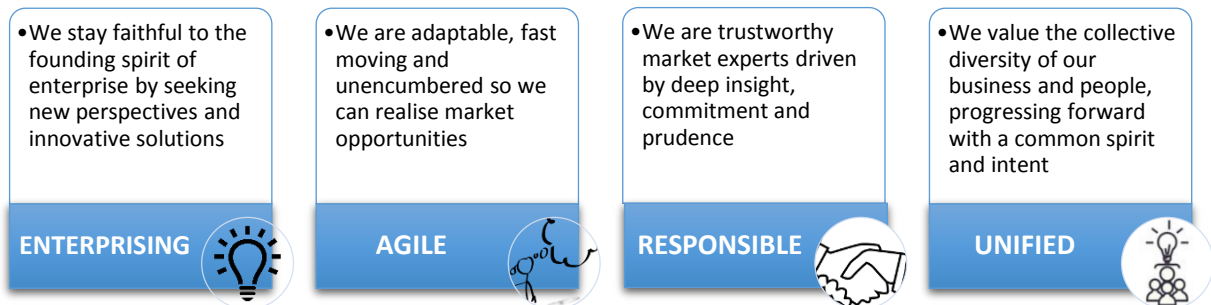 •We stay faithful to the
founding spirit of
enterprise by seeking
new perspectives and
innovative solutions
ENTERPRISING
•We are adaptable, fast
moving and
unencumbered so we
can realise market
opportunities
AGILE
•We are trustworthy
market experts driven
by deep insight,
commitment and
prudence
RESPONSIBLE
•We value the collective
diversity of our
business and people,
progressing forward
with a common spirit
and intent
UNIFIED